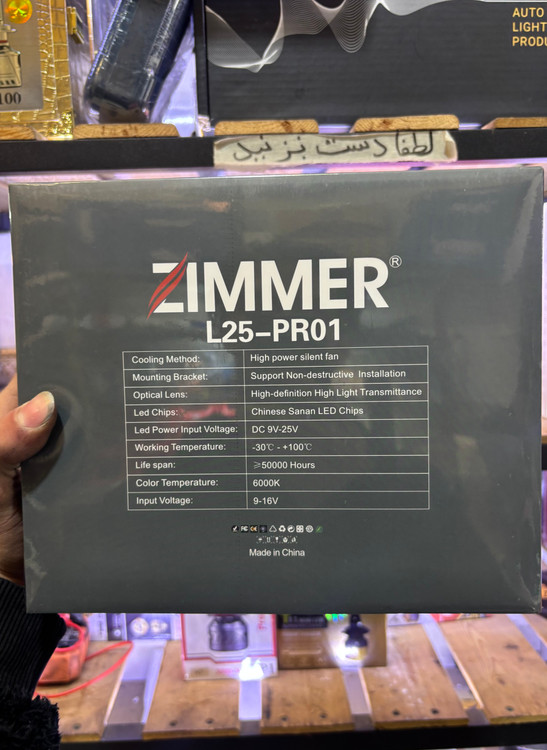 100
AUTO
LIGHT
PRODU
لطفا دست نزنید
ZIMMER®
L25-PR01
Cooling Method: High power silent fan
Mounting Bracket: Support Non-destructive Installation
Optical Lens: High-definition High Light Transmittance
Led Chips: Chinese Sanan LED Chips
Led Power Input Voltage: DC 9V-25V
Working Temperature: -30℃ - +100℃
Life span: ≥50000 Hours
Color Temperature: 6000K
Input Voltage: 9-16V
Made in China